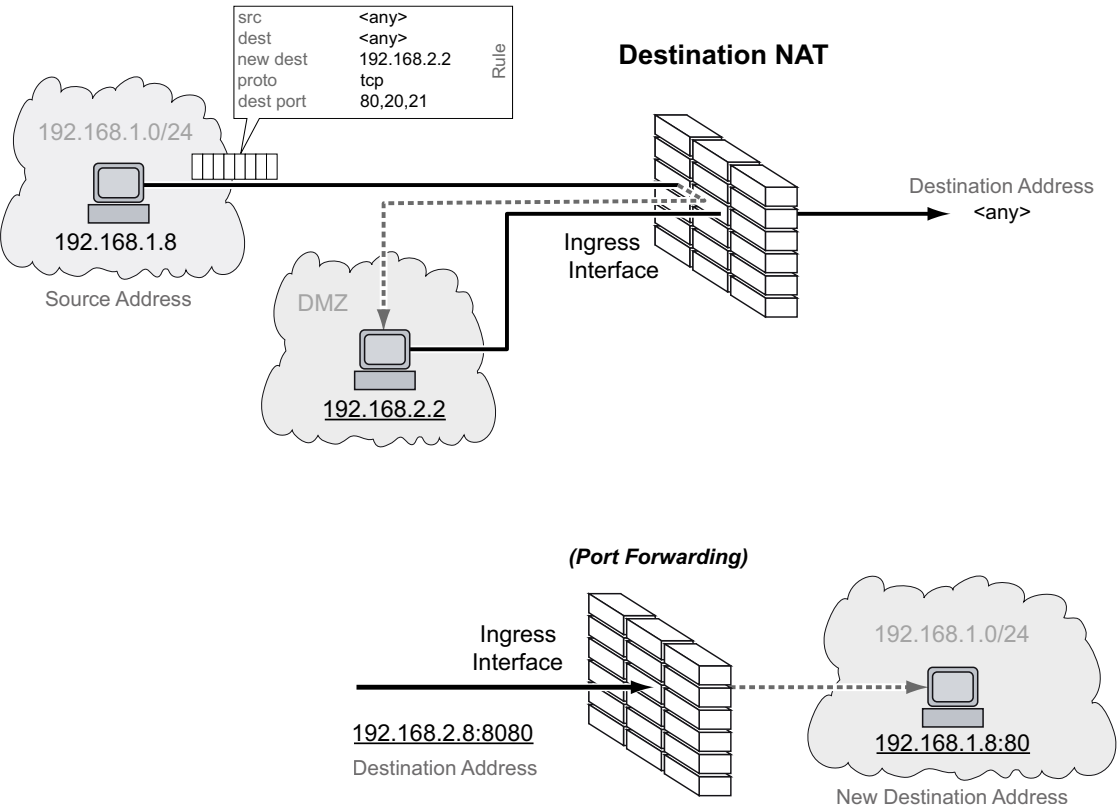 src <any>
dest <any>
new dest 192.168.2.2
proto tcp
dest port 80,20,21
Rule
Destination NAT
192.168.1.0/24
192.168.1.8
Source Address
Ingress
Interface
Destination Address
<any>
DMZ
192.168.2.2
(Port Forwarding)
Ingress
Interface
192.168.2.8:8080
Destination Address
192.168.1.0/24
192.168.1.8:80
New Destination Address